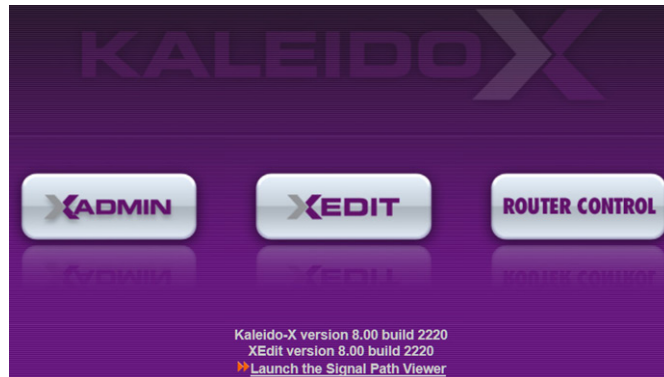 KALEIDO X
XADMIN
XEDIT
ROUTER CONTROL
Kaleido-X version 8.00 build 2220
XEdit version 8.00 build 2220
Launch the Signal Path Viewer